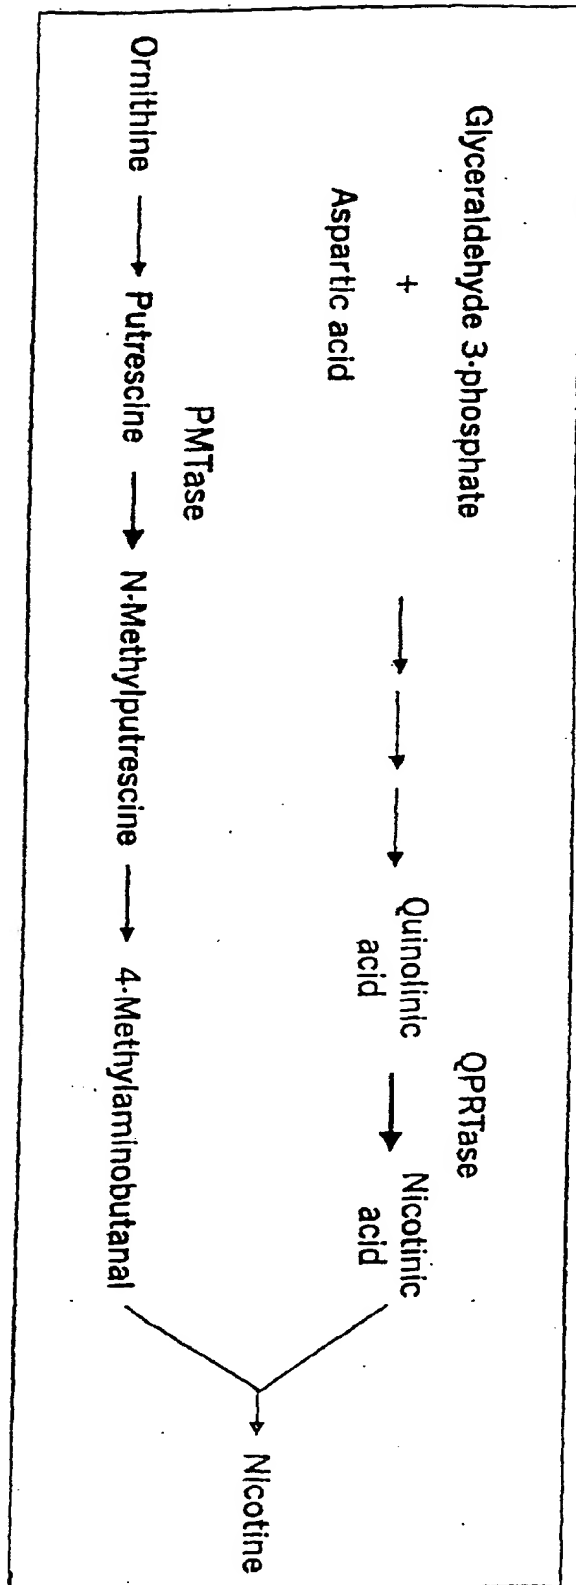 Glyceraldehyde 3-phosphate
+
Aspartic acid
Quinolinic
acid
QPRTase
Nicotinic
acid
Ornithine
Putrescine
PMTase
N-Methylputrescine
4-Methylaminobutanal
Nicotine